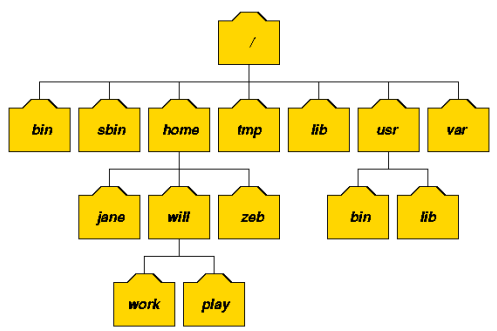 /
bin sbin home tmp lib usr var
jane will zeb bin lib
work play